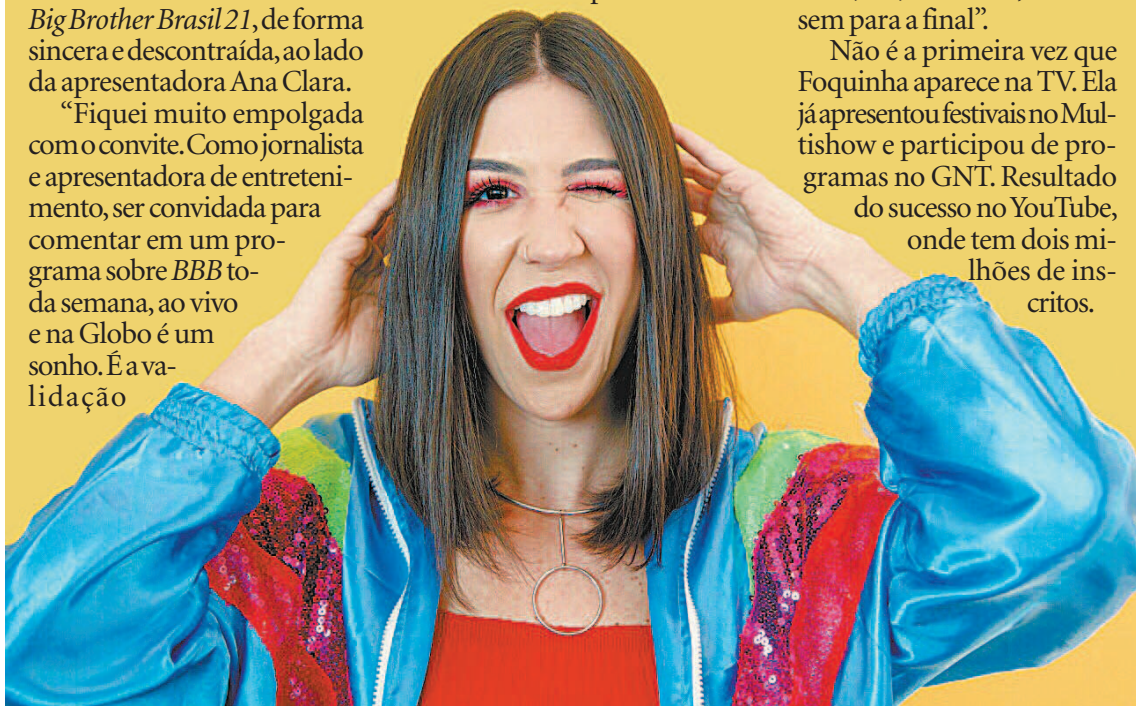 Big Brother Brasil 21, de forma
sincera e descontraída, ao lado
da apresentadora Ana Clara.
“Fiquei muito empolgada
com o convite. Como jornalista
e apresentadora de entreteni-
mento, ser convidada para
comentar em um pro-
grama sobre BBB to-
da semana, ao vivo
e na Globo é um
sonho. É a va-
lidação
sem para a final”.
Não é a primeira vez que
Foquinha aparece na TV. Ela
já apresentou festivais no Mul-
tishow e participou de pro-
gramas no GNT. Resultado
do sucesso no YouTube,
onde tem dois mi-
lhões de ins-
critos.